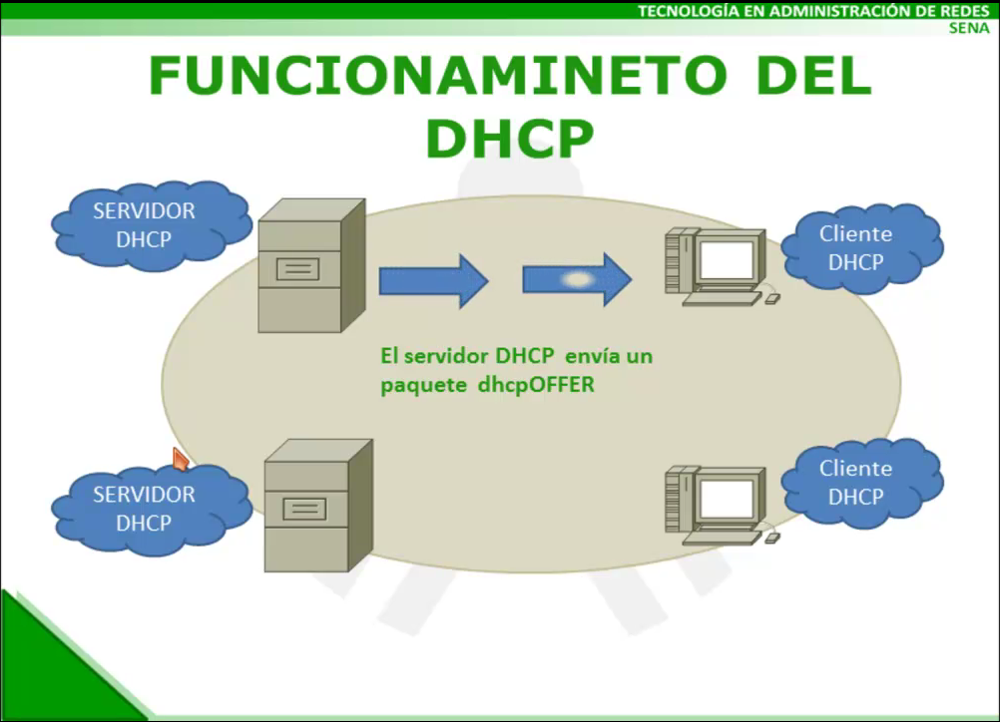 TECNOLOGÍA EN ADMINISTRACIÓN DE REDES
SENA
FUNCIONAMINETO DEL
DHCP
SERVIDOR
DHCP
Cliente
DHCP
El servidor DHCP envía un
paquete dhcpOFFER
SERVIDOR
DHCP
Cliente
DHCP